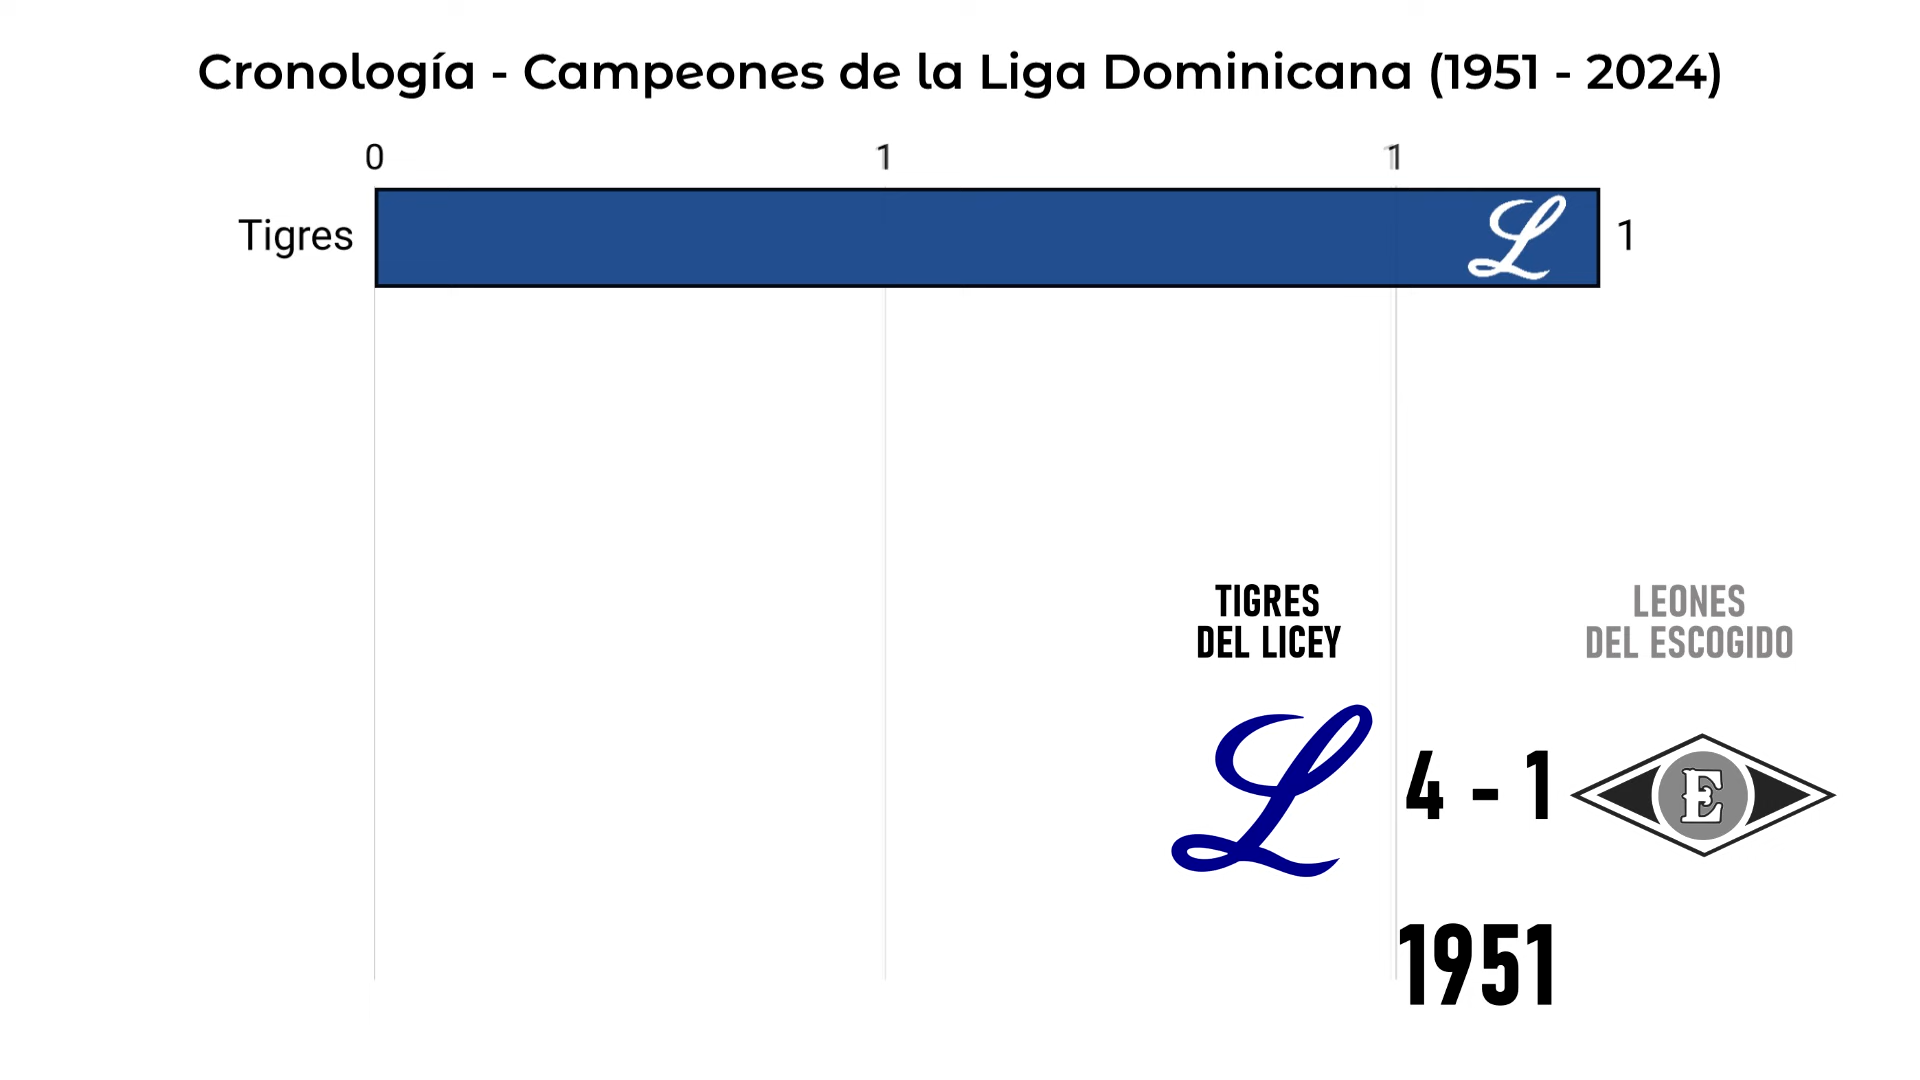 Cronología - Campeones de la Liga Dominicana (1951 - 2024)
0 1 1
Tigres L 1
TIGRES
DEL LICEY
LEONES
DEL ESCOGIDO
L 4 - 1 E
1951